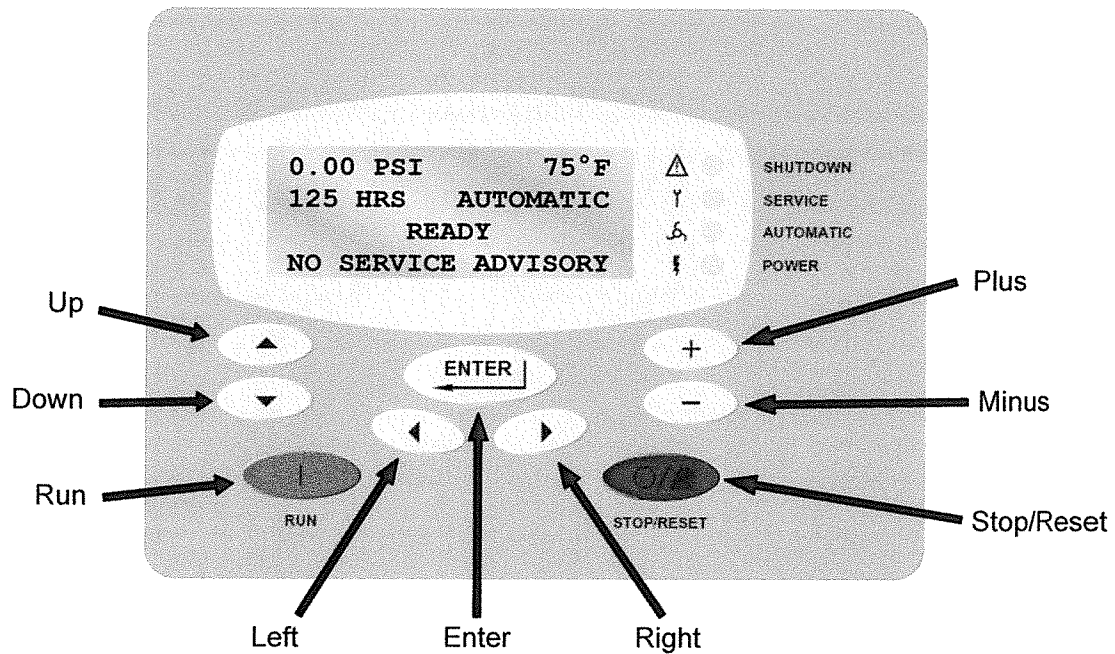 0.00 PSI 75°F
125 HRS AUTOMATIC
READY
NO SERVICE ADVISORY
SHUTDOWN
SERVICE
AUTOMATIC
POWER
Up
Plus
ENTER
+
Down
-
Minus
Run
RUN
STOP/RESET
Stop/Reset
Left
Enter
Right